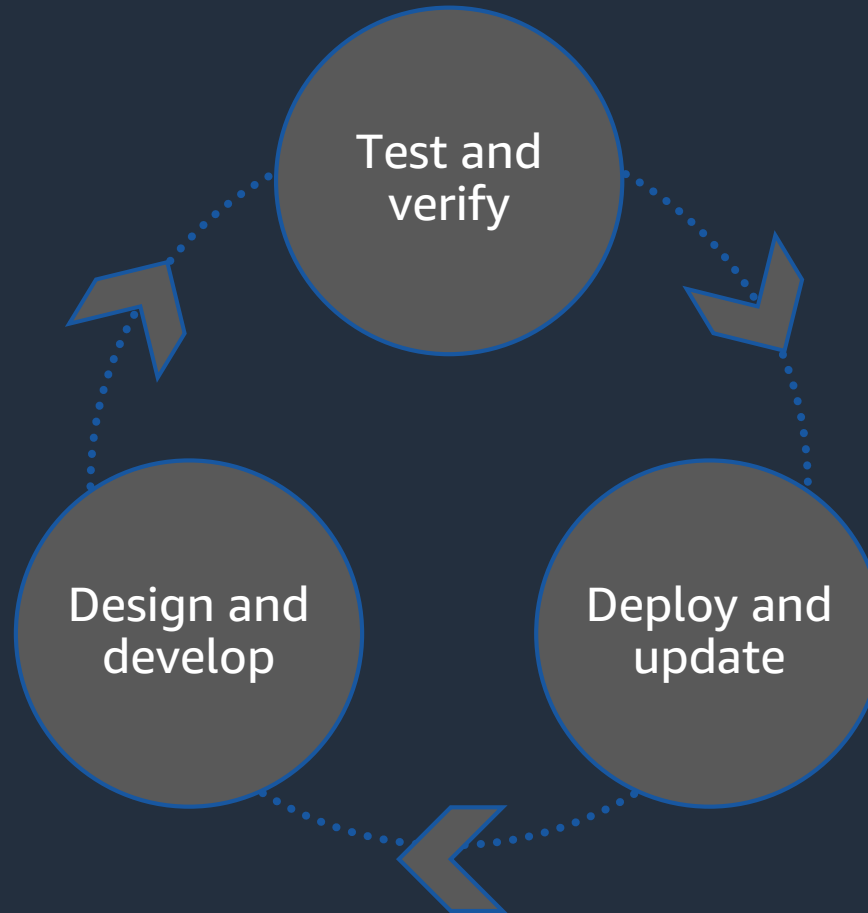 Test and
verify
Design and
develop
Deploy and
update